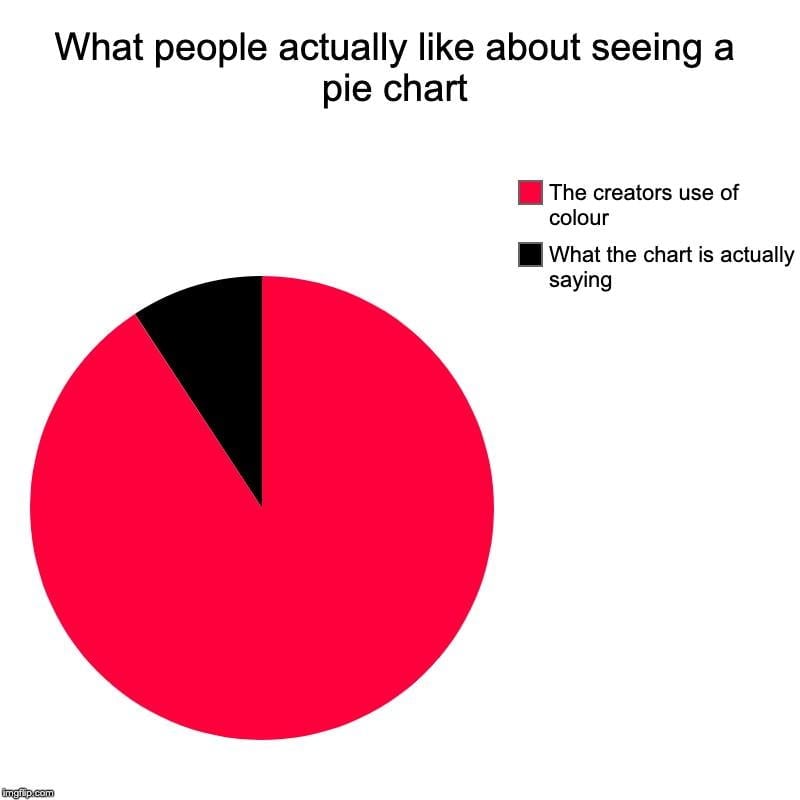 What people actually like about seeing a
pie chart
The creators use of
colour
What the chart is actually
saying
imgflip.com